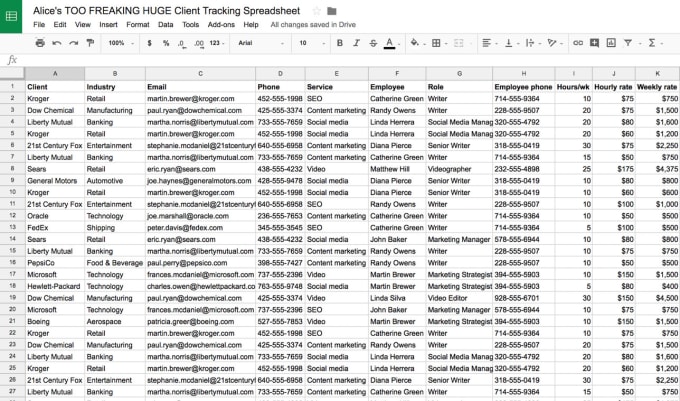 Alice's TOO FREAKING HUGE Client Tracking Spreadsheet
File Edit View Insert Format Data Tools Add-ons Help All changes saved in Drive
100% $ % .0 .00 123 Arial 10 B I S A
fx
A B C D E F G H I J K
1 Client Industry Email Phone Service Employee Role Employee phone Hours/wk Hourly rate Weekly rate
2 Kroger Retail martin.brewer@kroger.com 452-555-1998 SEO Catherine Green Writer 714-555-9364 10 $75 $750
3 Dow Chemical Manufacturing paul.ryan@dowchemical.com 425-555-3374 Content marketing Randy Owens Writer 228-555-9507 20 $75 $1,500
4 Liberty Mutual Banking martha.norris@libertymutual.com 733-555-7659 Social media Linda Herrera Social Media Manag 320-555-4792 20 $80 $1,600
5 Kroger Retail martin.brewer@kroger.com 452-555-1998 Social media Linda Herrera Social Media Manag 320-555-4792 20 $60 $1,200
6 21st Century Fox Entertainment stephanie.mcdaniel@21stcentury 640-555-6958 Content marketing Diana Pierce Senior Writer 318-555-0419 30 $75 $2,250
7 Liberty Mutual Banking martha.norris@libertymutual.com 733-555-7659 Content marketing Catherine Green Writer 714-555-9364 15 $50 $750
8 Sears Retail eric.ryan@sears.com 438-555-4232 Video Matthew Hill Videographer 232-555-4898 25 $175 $4,375
9 General Motors Automotive joe.haynes@generalmotors.com 428-555-9478 Social media Diana Pierce Senior Writer 318-555-0419 10 $80 $800
10 Kroger Retail martin.brewer@kroger.com 452-555-1998 Social media Diana Pierce Senior Writer 318-555-0419 10 $60 $600
11 21st Century Fox Entertainment stephanie.mcdaniel@21stcentury 640-555-6958 SEO Randy Owens Writer 228-555-9507 10 $100 $1,000
12 Oracle Technology joe.marshall@oracle.com 236-555-7653 Content marketing Catherine Green Writer 714-555-9364 10 $50 $500
13 FedEx Shipping peter.davis@fedex.com 345-555-3545 SEO Catherine Green Writer 714-555-9364 5 $100 $500
14 Sears Retail eric.ryan@sears.com 438-555-4232 Social media John Baker Marketing Manager 578-555-6944 10 $80 $800
15 Liberty Mutual Banking martha.norris@libertymutual.com 733-555-7659 Content marketing Randy Owens Writer 228-555-9507 15 $50 $750
16 PepsiCo Food & Beverage paul.perry@pepsico.com 398-555-7427 Content marketing Randy Owens Writer 228-555-9507 10 $50 $500
17 Microsoft Technology frances.mcdaniel@microsoft.com 737-555-2396 Video Martin Brewer Marketing Strategist 394-555-5903 10 $150 $1,500
18 Hewlett-Packard Technology charles.owen@hewlettpackard.co 763-555-9748 Social media Martin Brewer Marketing Strategist 394-555-5903 5 $80 $400
19 Dow Chemical Manufacturing paul.ryan@dowchemical.com 425-555-3374 Video Linda Silva Video Editor 928-555-6701 30 $150 $4,500
20 Microsoft Technology frances.mcdaniel@microsoft.com 737-555-2396 SEO John Baker Marketing Manager 578-555-6944 10 $75 $750
21 Boeing Aerospace patricia.greer@boeing.com 527-555-7853 Video Martin Brewer Marketing Strategist 394-555-5903 10 $150 $1,500
22 Kroger Retail martin.brewer@kroger.com 452-555-1998 SEO Catherine Green Writer 714-555-9364 10 $75 $750
23 Dow Chemical Manufacturing paul.ryan@dowchemical.com 425-555-3374 Content marketing Randy Owens Writer 228-555-9507 20 $75 $1,500
24 Liberty Mutual Banking martha.norris@libertymutual.com 733-555-7659 Social media Linda Herrera Social Media Manag 320-555-4792 20 $80 $1,600
25 Kroger Retail martin.brewer@kroger.com 452-555-1998 Social media Linda Herrera Social Media Manag 320-555-4792 20 $60 $1,200
26 21st Century Fox Entertainment stephanie.mcdaniel@21stcentury 640-555-6958 Content marketing Diana Pierce Senior Writer 318-555-0419 30 $75 $2,250
27 Liberty Mutual Banking martha.norris@libertymutual.com 733-555-7659 Content marketing Catherine Green Writer 714-555-9364 15 $50 $750